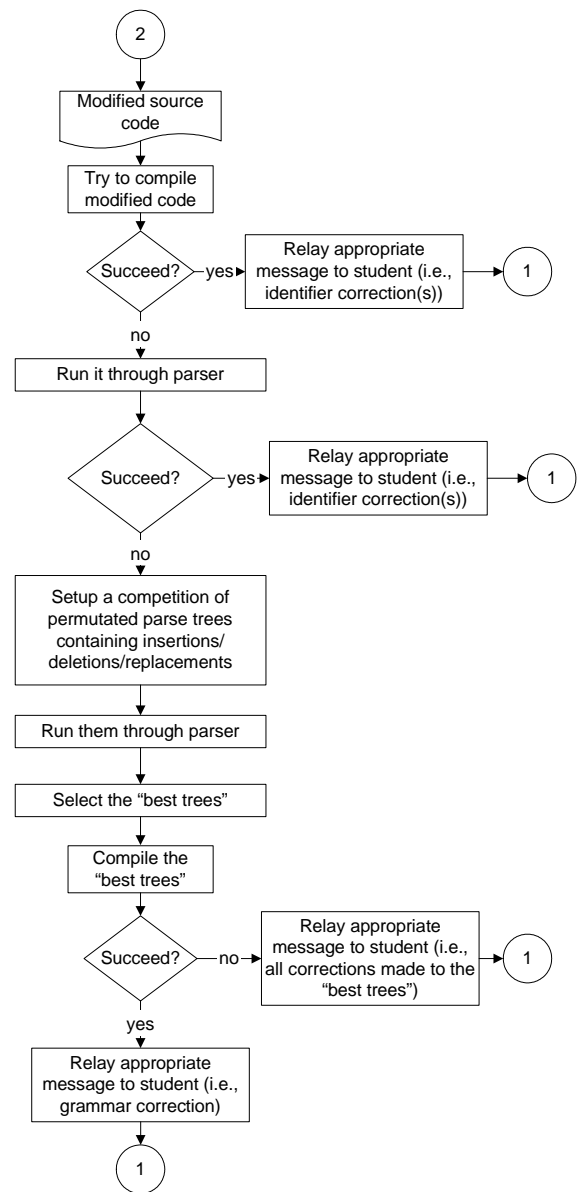 2
Modified source
code
Try to compile
modified code
Succeed?
yes
Relay appropriate
message to student (i.e.,
identifier correction(s))
1
no
Run it through parser
Succeed?
yes
Relay appropriate
message to student (i.e.,
identifier correction(s))
1
no
Setup a competition of
permutated parse trees
containing insertions/
deletions/replacements
Run them through parser
Select the “best trees”
Compile the
“best trees”
Succeed?
no
Relay appropriate
message to student (i.e.,
all corrections made to the
“best trees”)
1
yes
Relay appropriate
message to student (i.e.,
grammar correction)
1